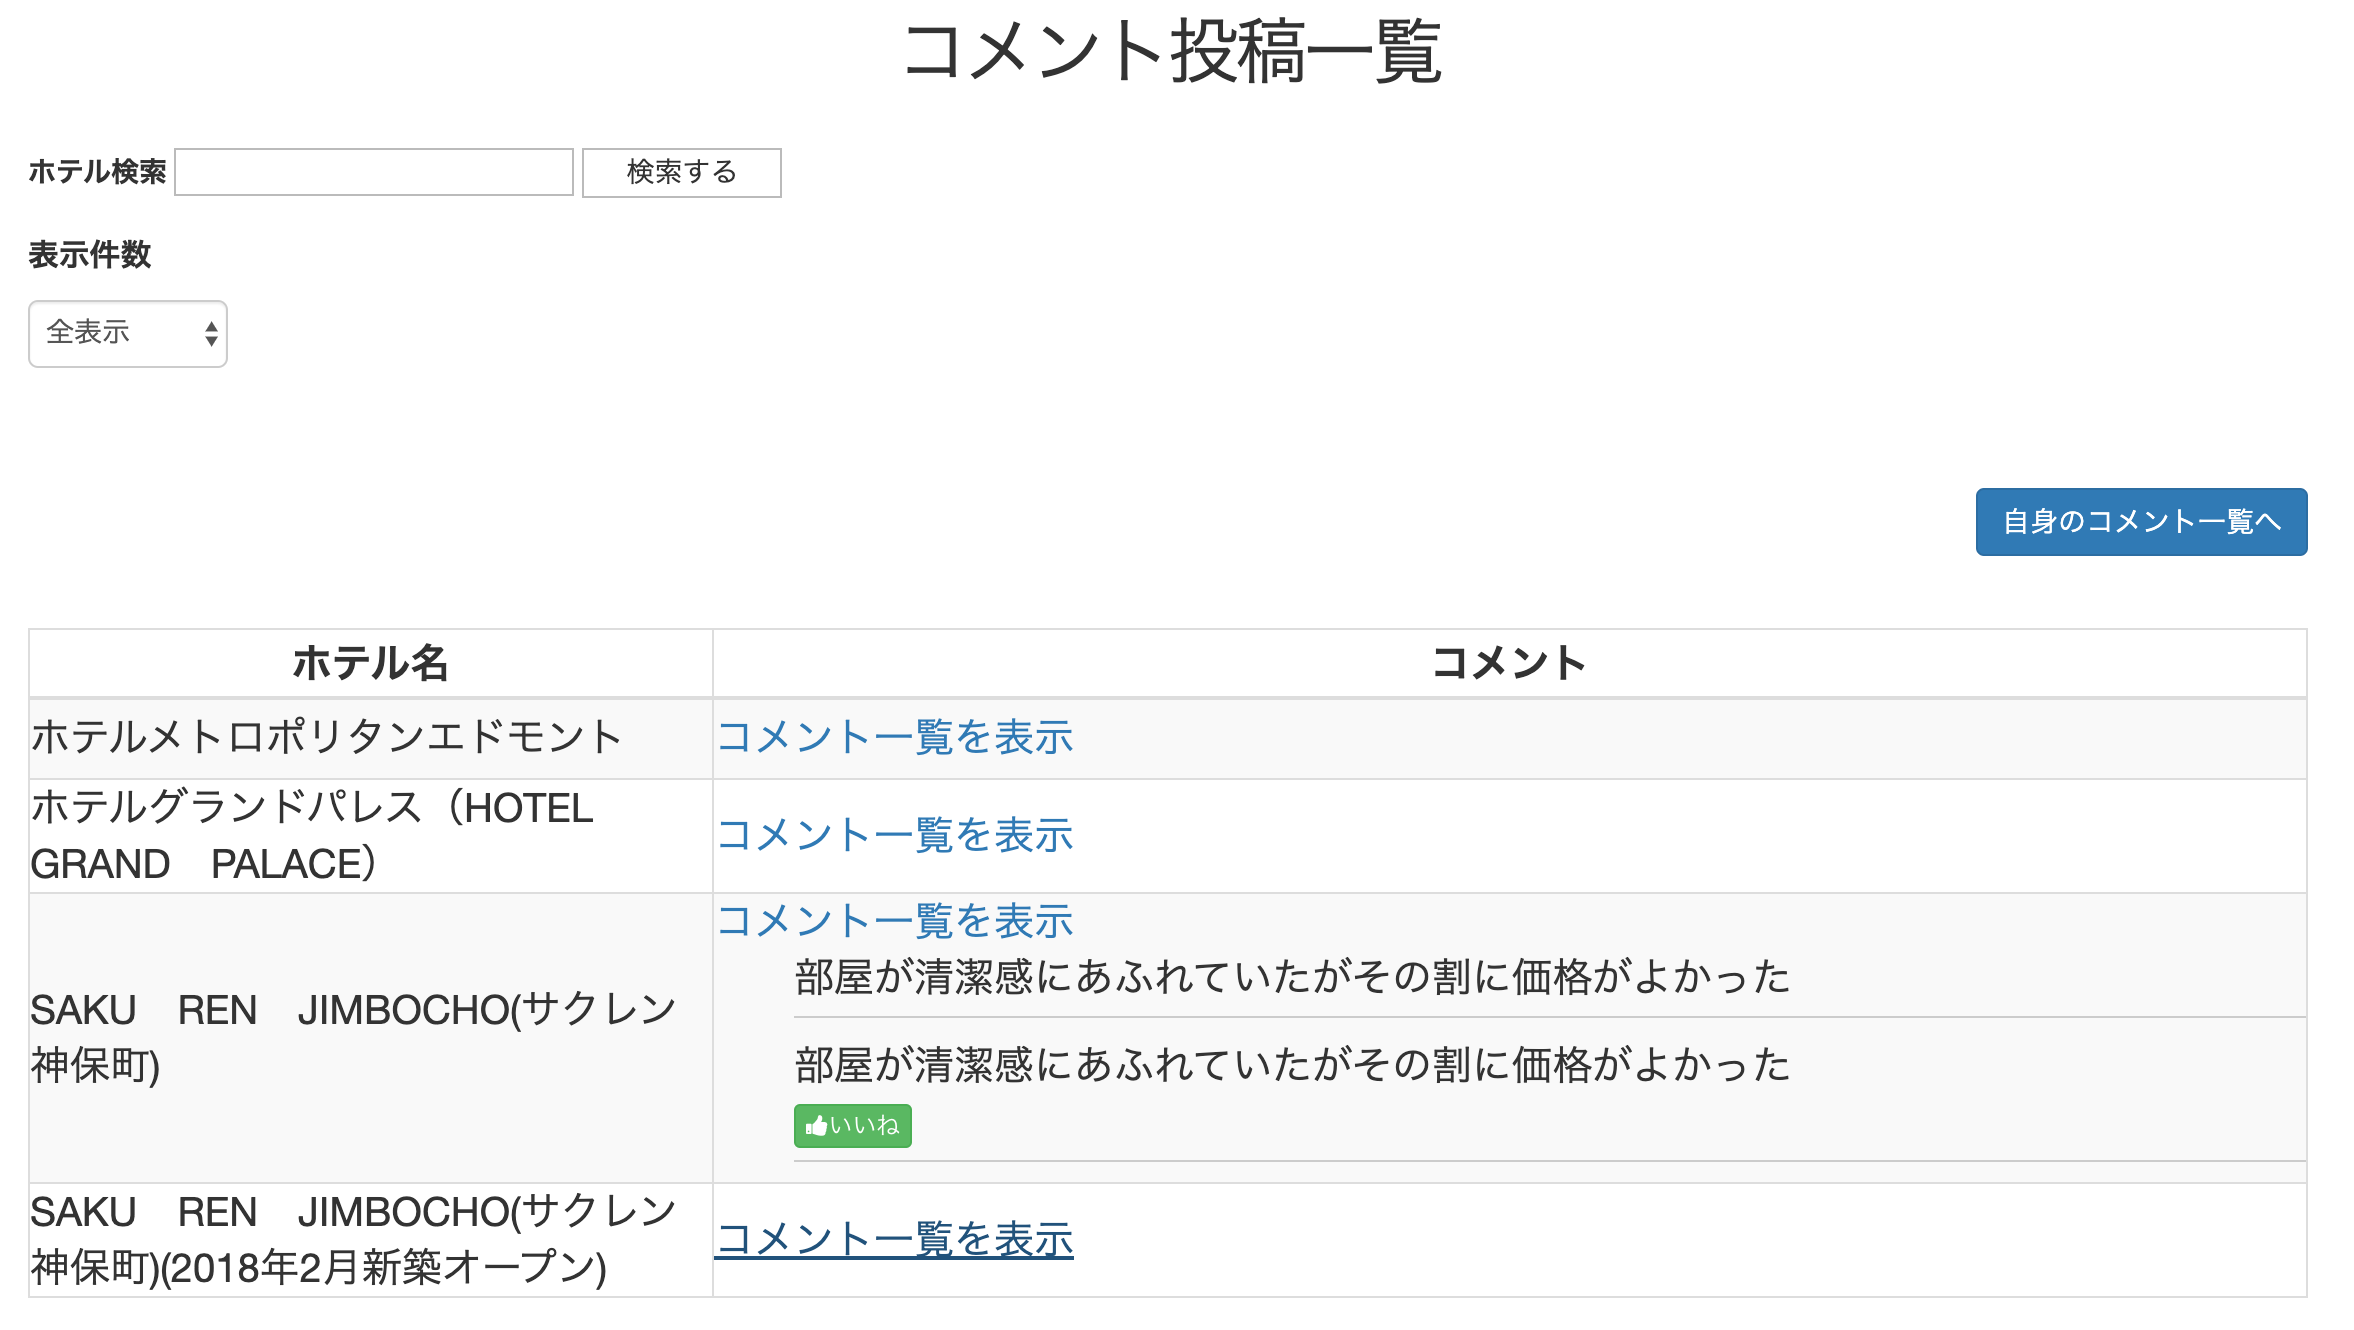 コメント投稿一覧
ホテル検索 検索する
表示件数
全表示
自身のコメント一覧へ
ホテル名 コメント
ホテルメトロポリタンエドモント コメント一覧を表示
ホテルグランドパレス（HOTEL
GRAND　PALACE）
コメント一覧を表示
SAKU　REN　JIMBOCHO(サクレン
神保町)
コメント一覧を表示
部屋が清潔感にあふれていたがその割に価格がよかった
部屋が清潔感にあふれていたがその割に価格がよかった
いいね
SAKU　REN　JIMBOCHO(サクレン
神保町)(2018年2月新築オープン)
コメント一覧を表示